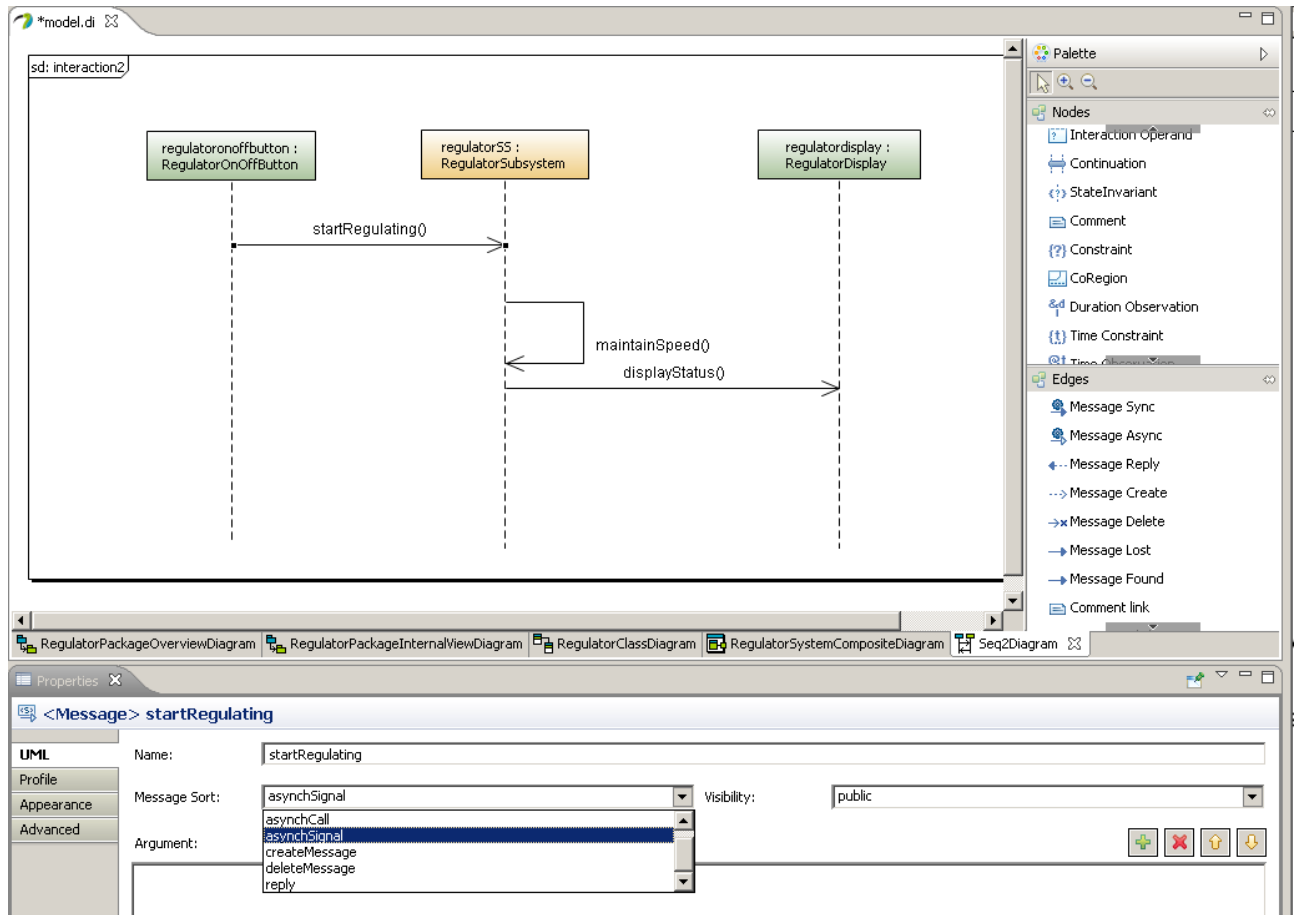 *model.di
sd: interaction2
regulatoronoffbutton :
RegulatorOnOffButton
regulatorSS :
RegulatorSubsystem
regulatordisplay :
RegulatorDisplay
startRegulating()
maintainSpeed()
displayStatus()
Palette
Nodes
Interaction Operand
Continuation
StateInvariant
Comment
{?} Constraint
CoRegion
Duration Observation
{t} Time Constraint
Time Observation
Edges
Message Sync
Message Async
Message Reply
Message Create
Message Delete
Message Lost
Message Found
Comment link
RegulatorPackageOverviewDiagram RegulatorPackageInternalViewDiagram RegulatorClassDiagram RegulatorSystemCompositeDiagram Seq2Diagram
Properties
<Message> startRegulating
UML
Profile
Appearance
Advanced
Name: startRegulating
Message Sort: asynchSignal Visibility: public
asynchCall
asynchSignal
createMessage
deleteMessage
reply
Argument: